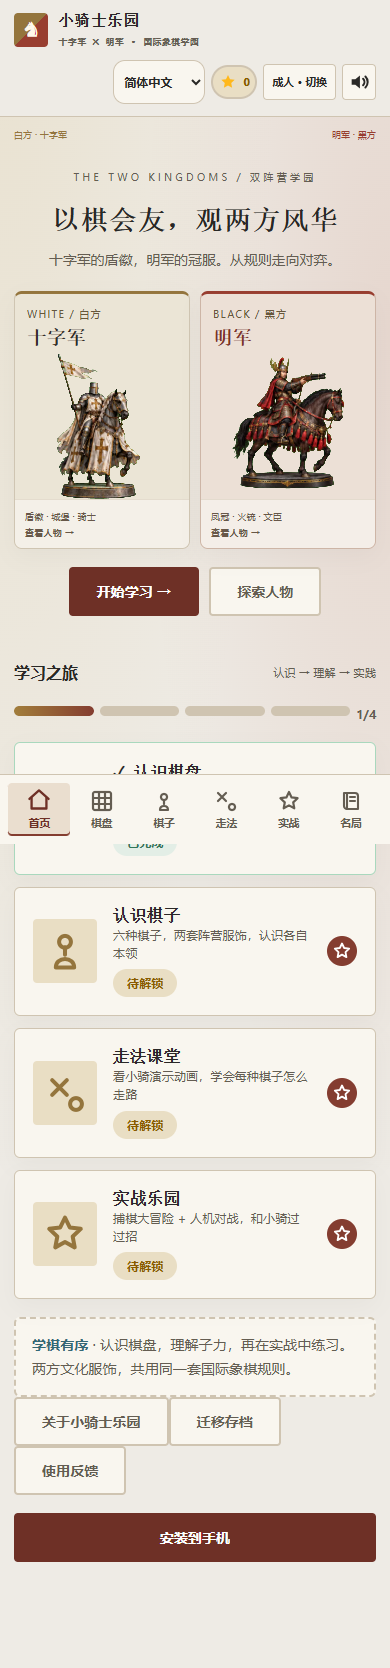 小骑士乐园
十字军 × 明军 · 国际象棋学园
简体中文
0
成人 · 切换
白方 · 十字军
明军 · 黑方
THE TWO KINGDOMS / 双阵营学园
以棋会友，观两方风华
十字军的盾徽，明军的冠服。从规则走向对弈。
WHITE / 白方
十字军
盾徽 · 城堡 · 骑士
查看人物 →
BLACK / 黑方
明军
凤冠 · 火铳 · 文臣
查看人物 →
开始学习 →
探索人物
学习之旅
认识 → 理解 → 实践
1/4
✓ 认识棋盘
首页
棋盘
棋子
走法
实战
名局
认识棋子
六种棋子，两套阵营服饰，认识各自
本领
待解锁
走法课堂
看小骑演示动画，学会每种棋子怎么
走路
待解锁
实战乐园
捕棋大冒险 + 人机对战，和小骑过
过招
待解锁
学棋有序 · 认识棋盘，理解子力，再在实战中练习。
两方文化服饰，共用同一套国际象棋规则。
关于小骑士乐园
迁移存档
使用反馈
安装到手机